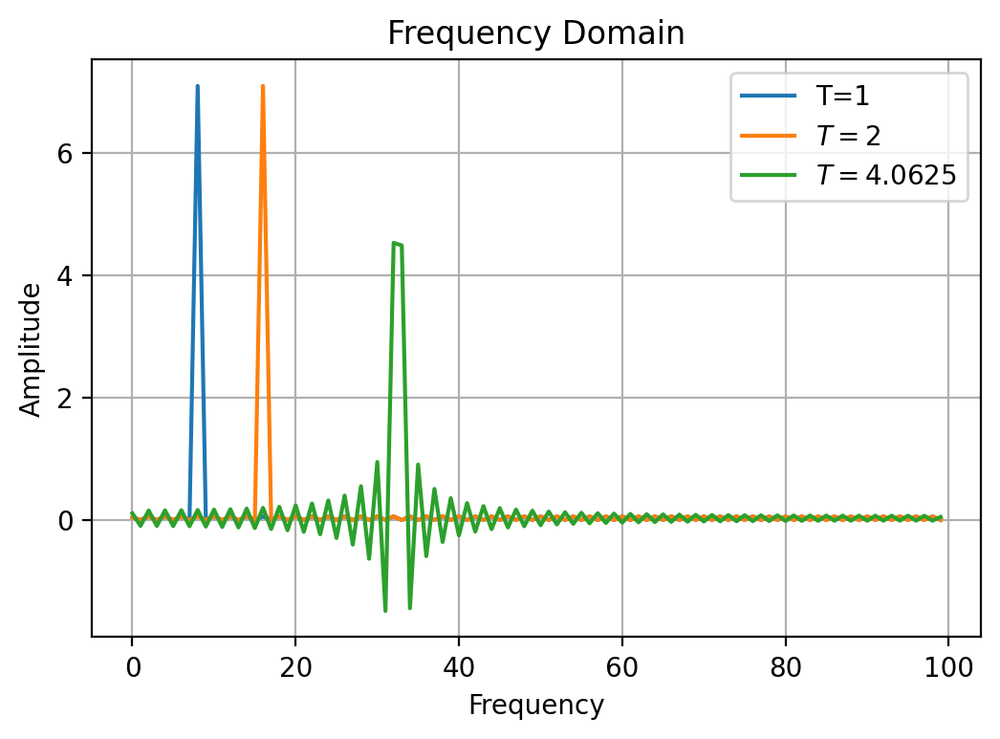 Frequency Domain
T=1
T = 2
T = 4.0625
6
4
2
0
Amplitude
0 20 40 60 80 100
Frequency